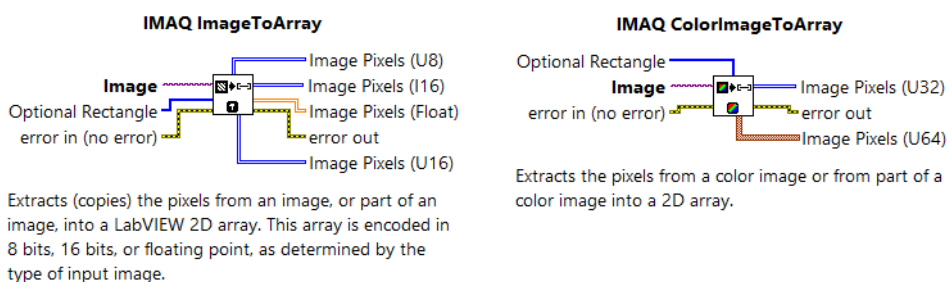 IMAQ ImageToArray
Image Pixels (U8)
Image
Image Pixels (I16)
Optional Rectangle
Image Pixels (Float)
error in (no error)
error out
Image Pixels (U16)
Extracts (copies) the pixels from an image, or part of an
image, into a LabVIEW 2D array. This array is encoded in
8 bits, 16 bits, or floating point, as determined by the
type of input image.
IMAQ ColorImageToArray
Optional Rectangle
Image
Image Pixels (U32)
error in (no error)
error out
Image Pixels (U64)
Extracts the pixels from a color image or from part of a
color image into a 2D array.